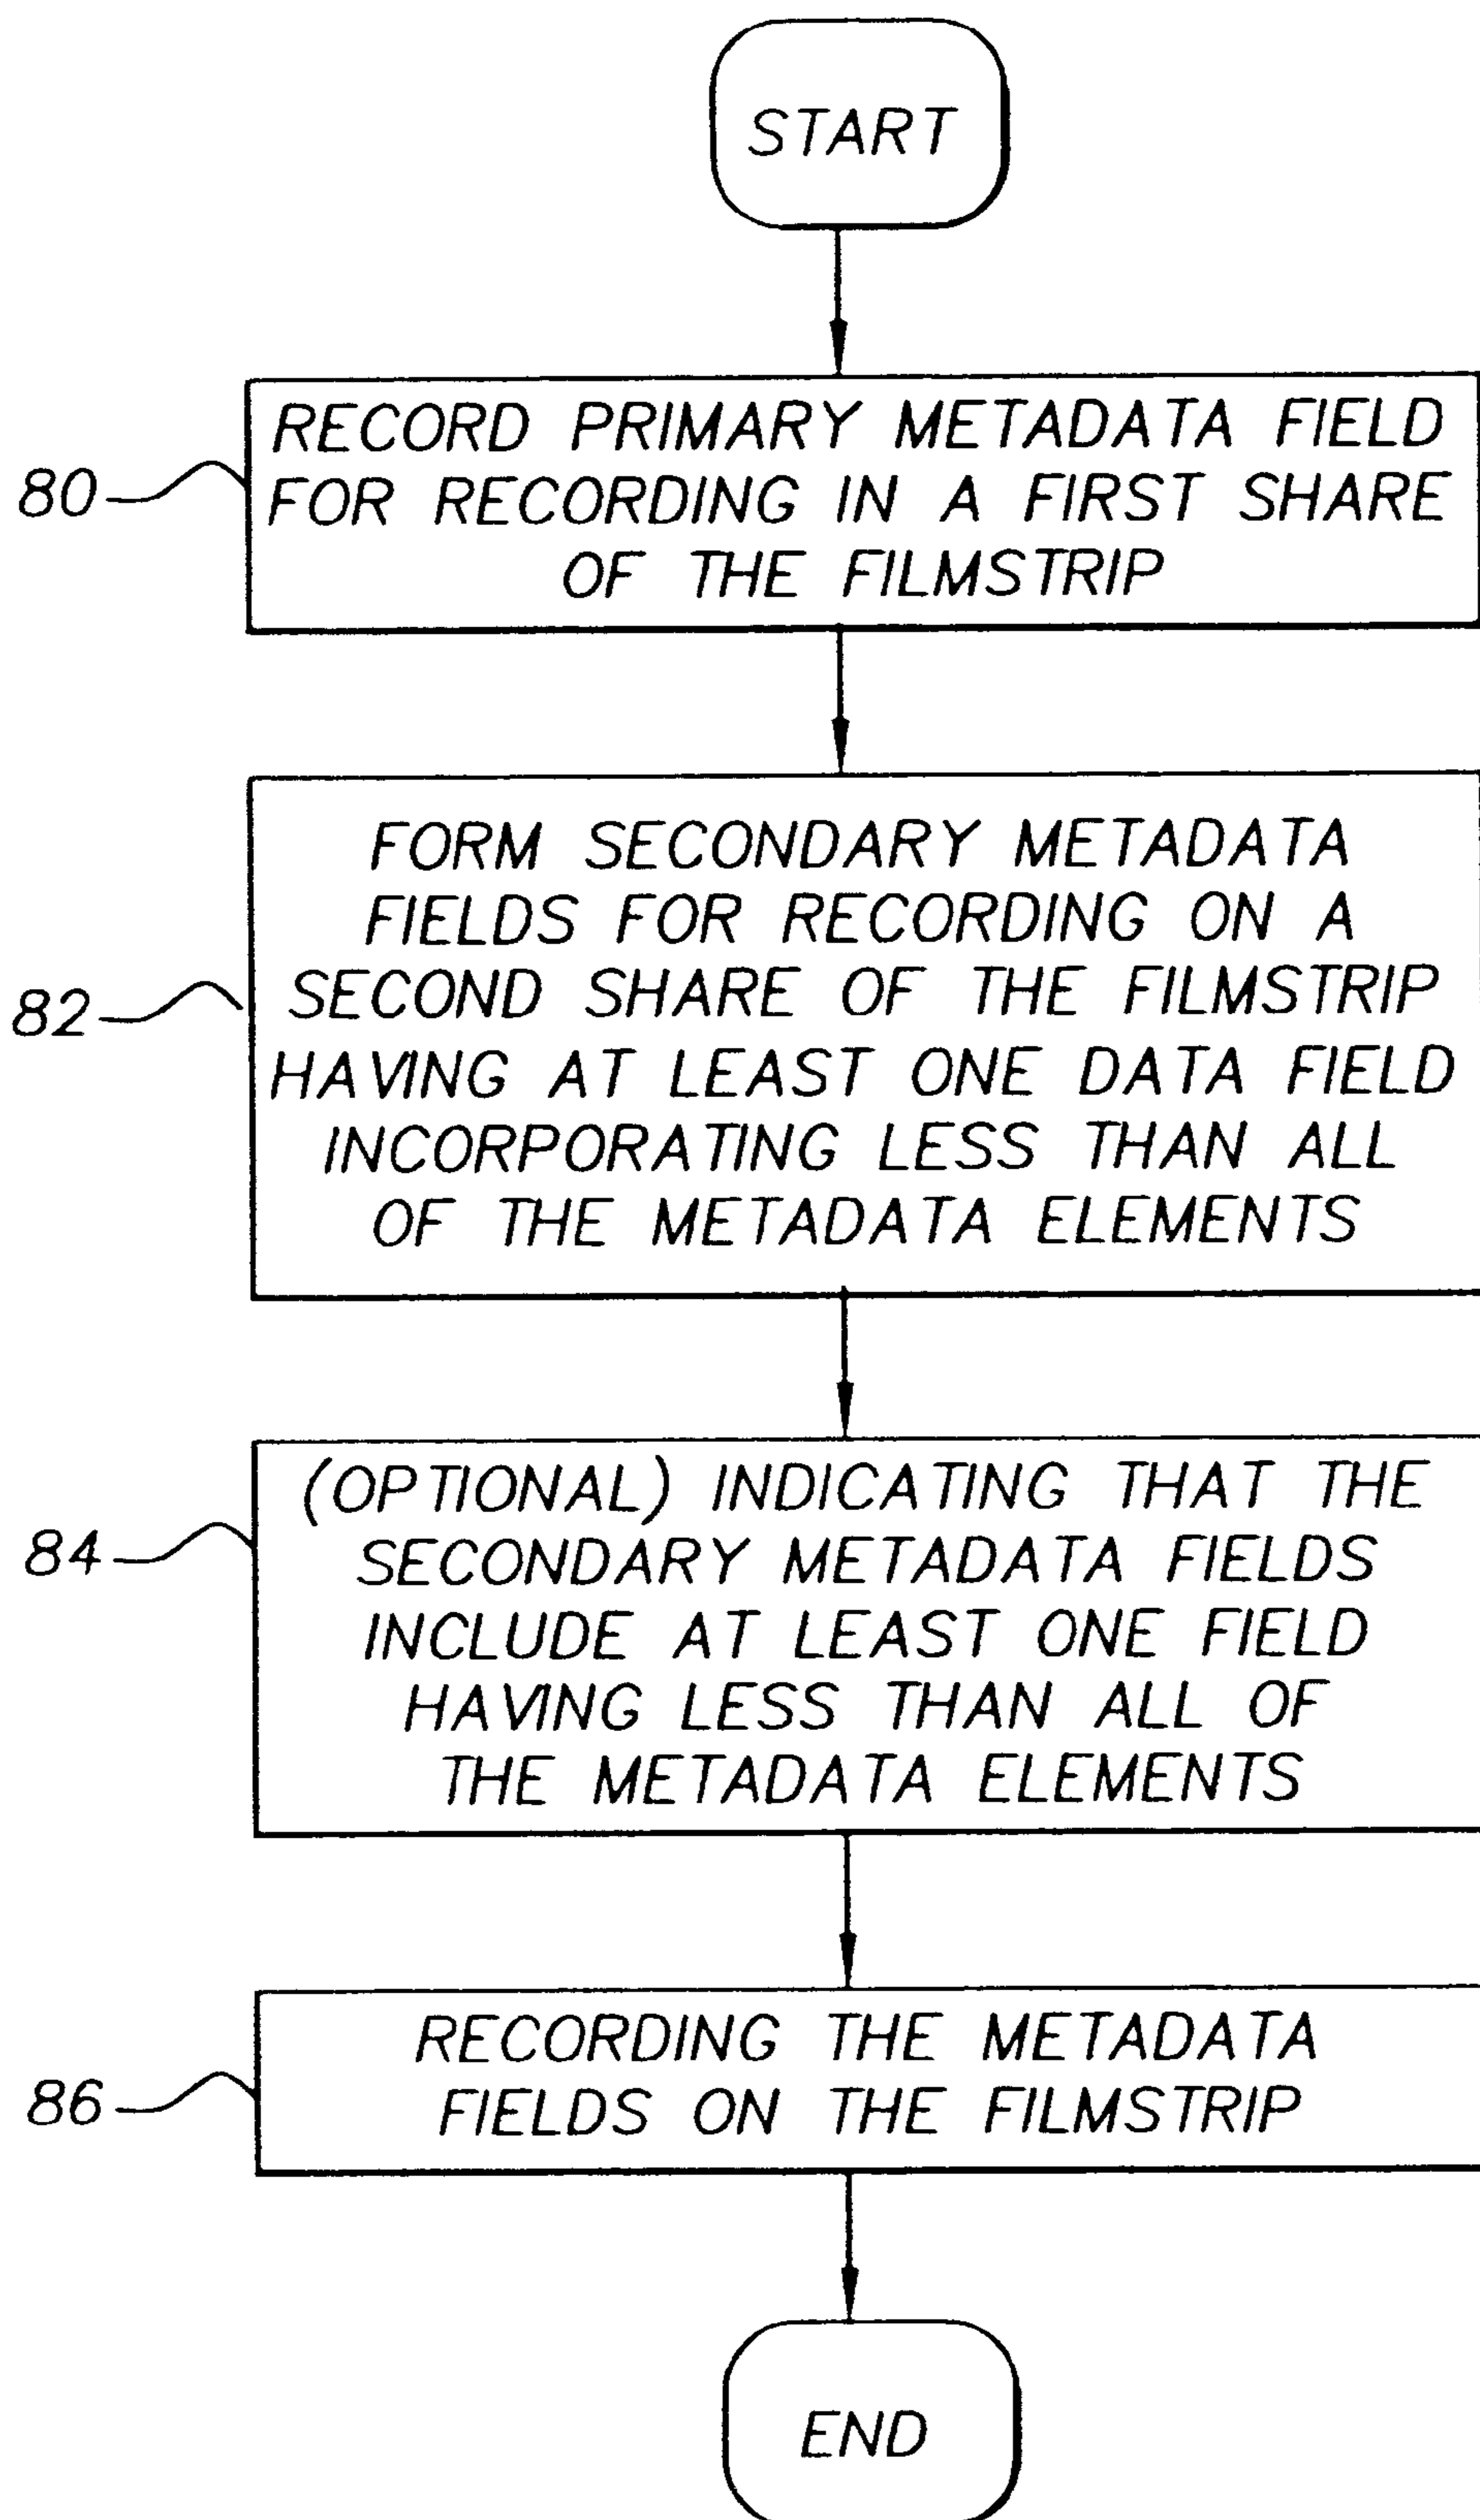 START
RECORD PRIMARY METADATA FIELD
FOR RECORDING IN A FIRST SHARE
OF THE FILMSTRIP
80
FORM SECONDARY METADATA
FIELDS FOR RECORDING ON A
SECOND SHARE OF THE FILMSTRIP
HAVING AT LEAST ONE DATA FIELD
INCORPORATING LESS THAN ALL
OF THE METADATA ELEMENTS
82
(OPTIONAL) INDICATING THAT THE
SECONDARY METADATA FIELDS
INCLUDE AT LEAST ONE FIELD
HAVING LESS THAN ALL OF
THE METADATA ELEMENTS
84
RECORDING THE METADATA
FIELDS ON THE FILMSTRIP
86
END